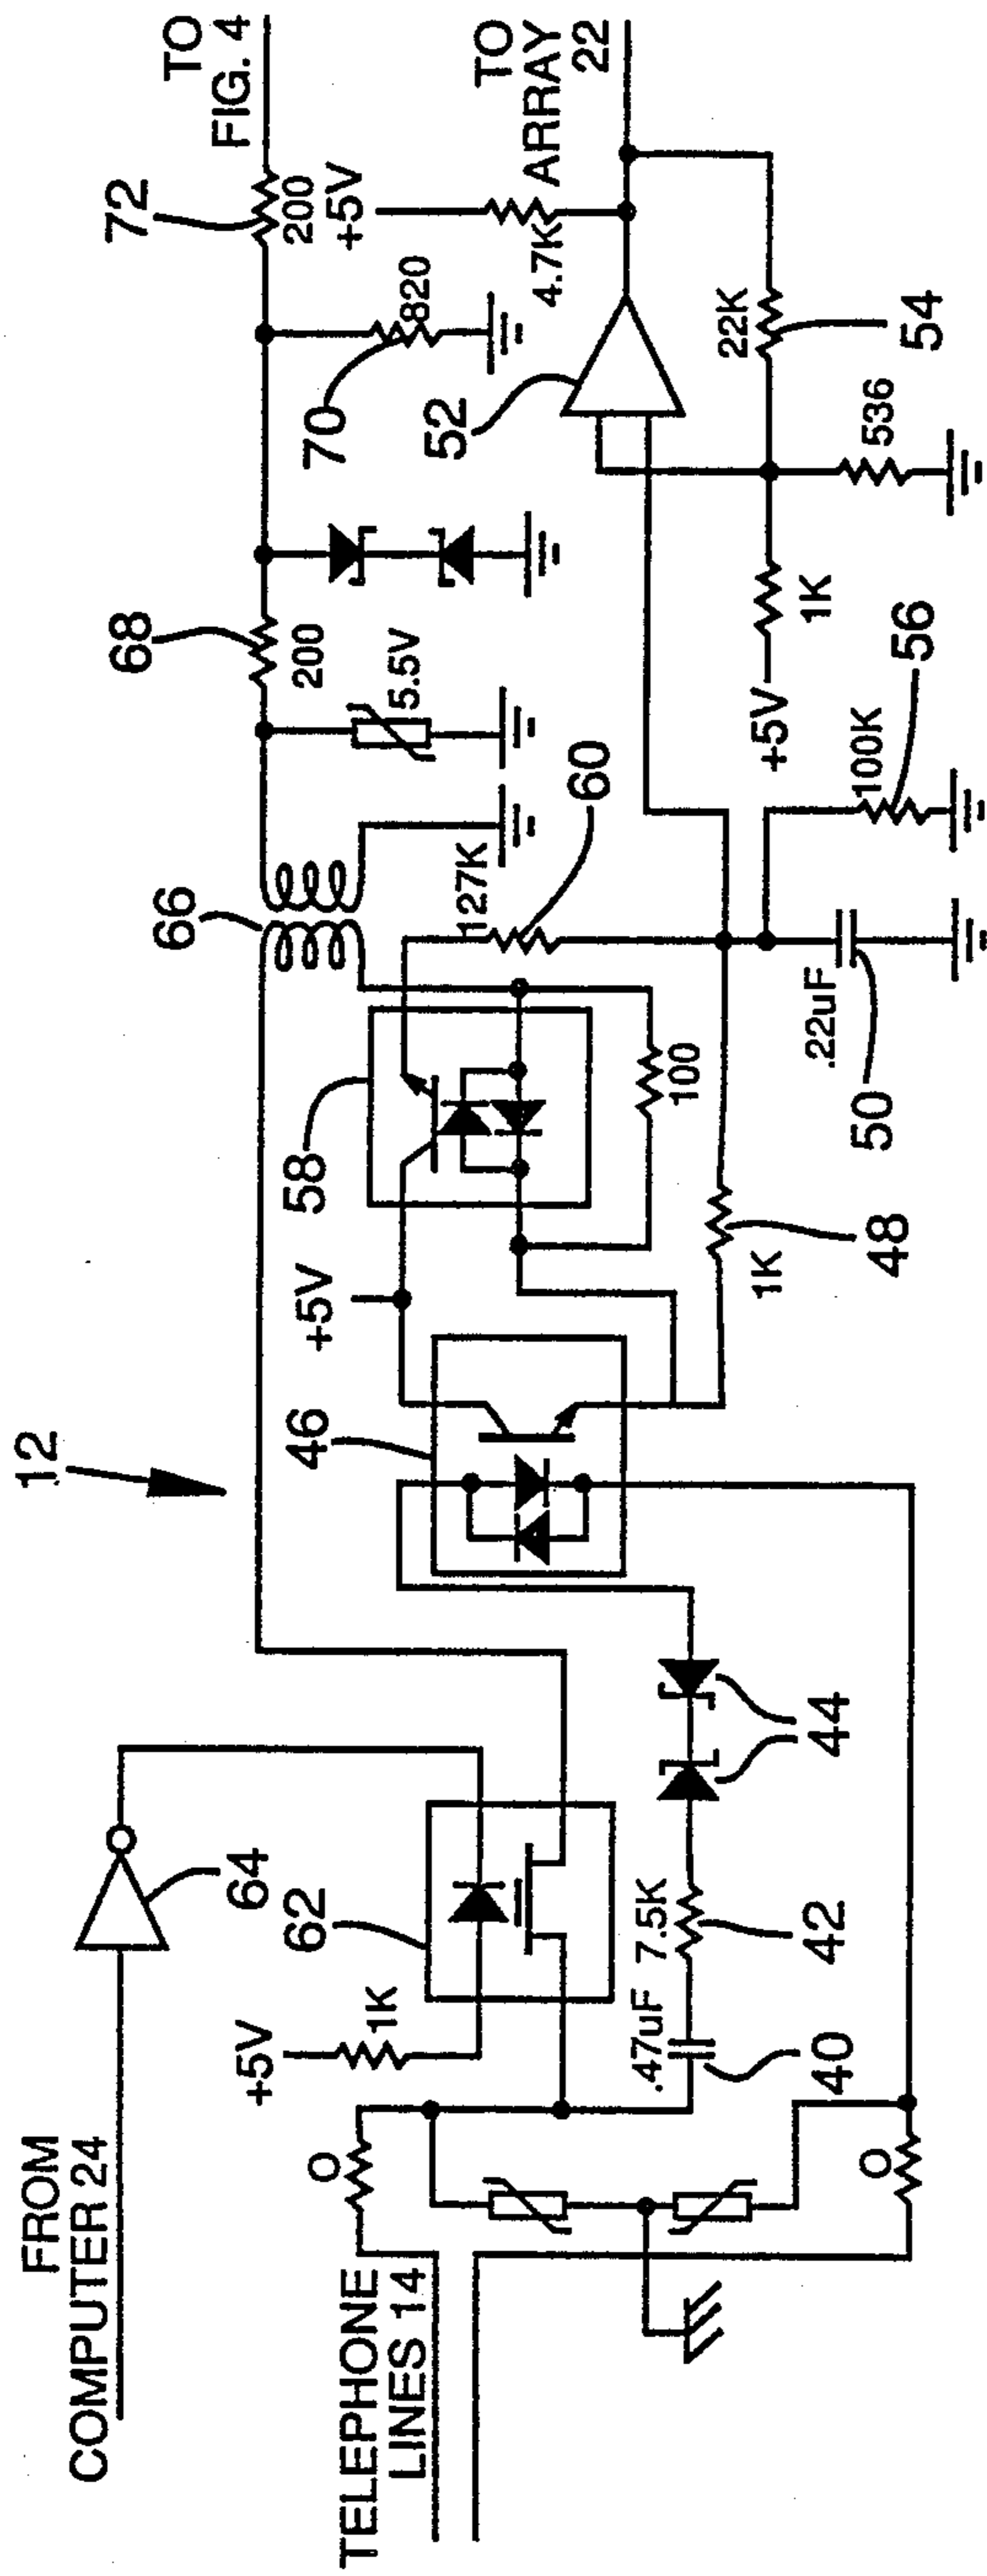 12
FROM
COMPUTER 24
64
+5V
1K
62
TELEPHONE
LINES 14
O
O
.47uF
40
7.5K
42
44
46
+5V
58
66
127K
60
100
1K
48
.22uF
50
100K
56
5.5V
68
200
70
820
72
200
TO
FIG. 4
+5V
4.7K
52
TO
ARRAY
22
22K
54
536
+5V
1K